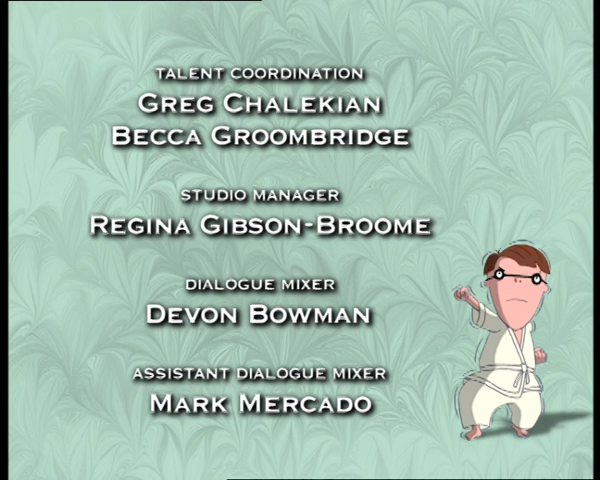 TALENT COORDINATION
GREG CHALEKIAN
BECCA GROOMBRIDGE
STUDIO MANAGER
REGINA GIBSON-BROOME
DIALOGUE MIXER
DEVON BOWMAN
ASSISTANT DIALOGUE MIXER
MARK MERCADO